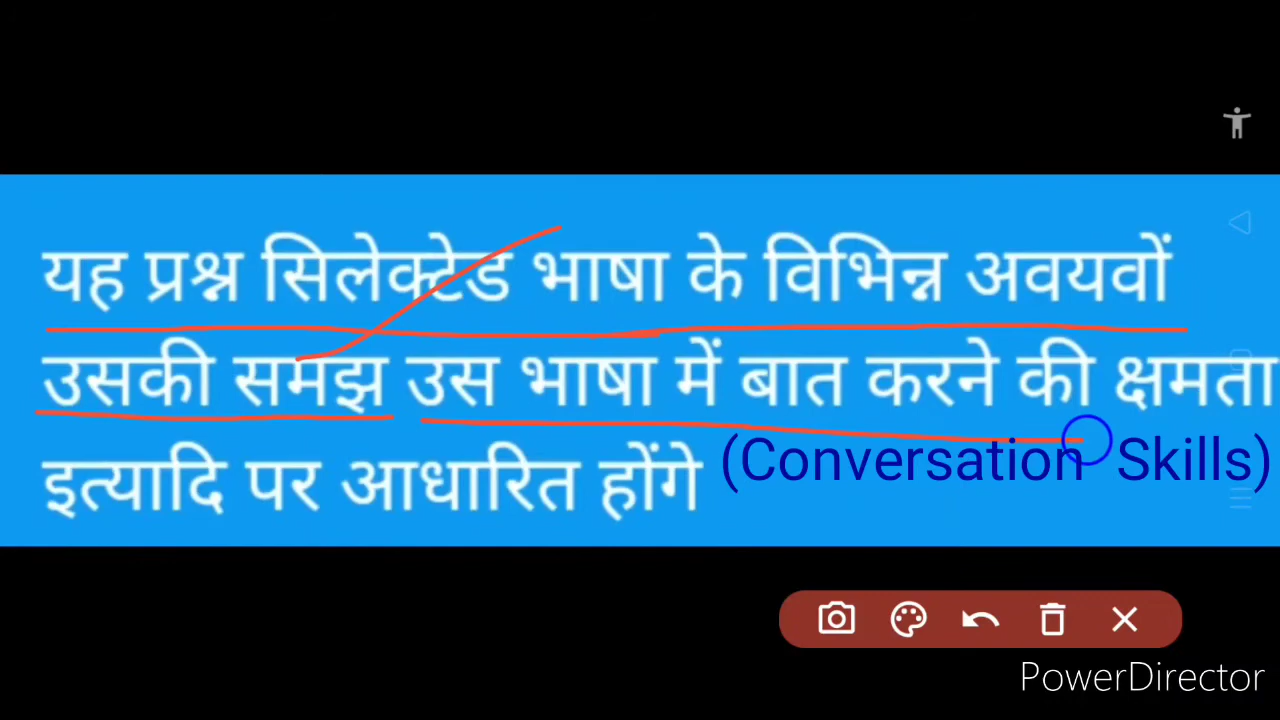 यह प्रश्न सिलेक्टेड भाषा के विभिन्न अवयवों
उसकी समझ उस भाषा में बात करने की क्षमता
इत्यादि पर आधारित होंगे (Conversation Skills)
PowerDirector